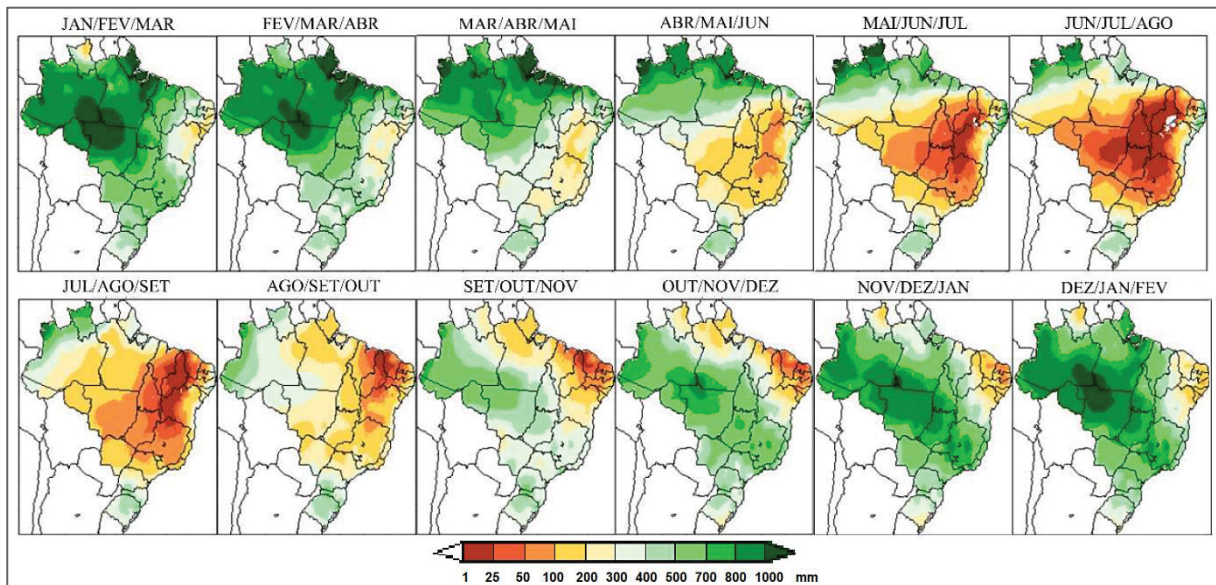 JAN/FEV/MAR FEV/MAR/ABR MAR/ABR/MAI ABR/MAI/JUN MAI/JUN/JUL JUN/JUL/AGO
JUL/AGO/SET AGO/SET/OUT SET/OUT/NOV OUT/NOV/DEZ NOV/DEZ/JAN DEZ/JAN/FEV
1 25 50 100 200 300 400 500 700 800 1000 mm